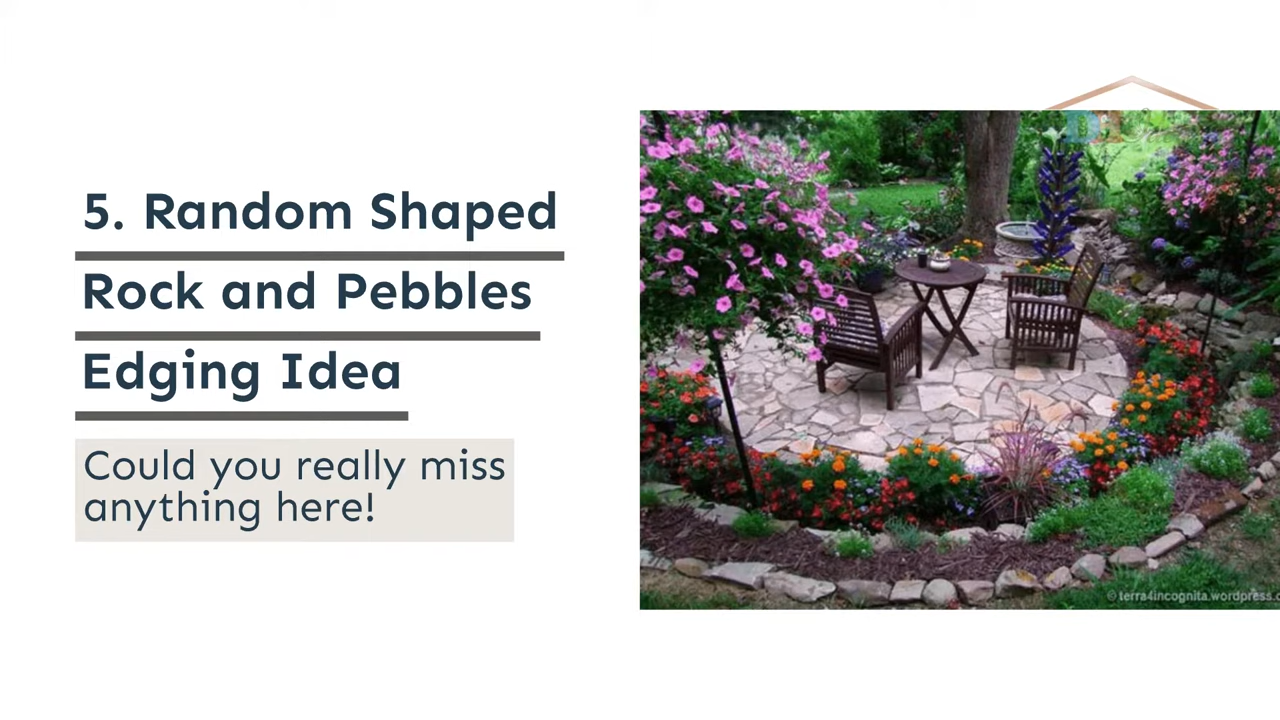 5. Random Shaped
Rock and Pebbles
Edging Idea
Could you really miss
anything here!
© terra4incognita.wordpress.c